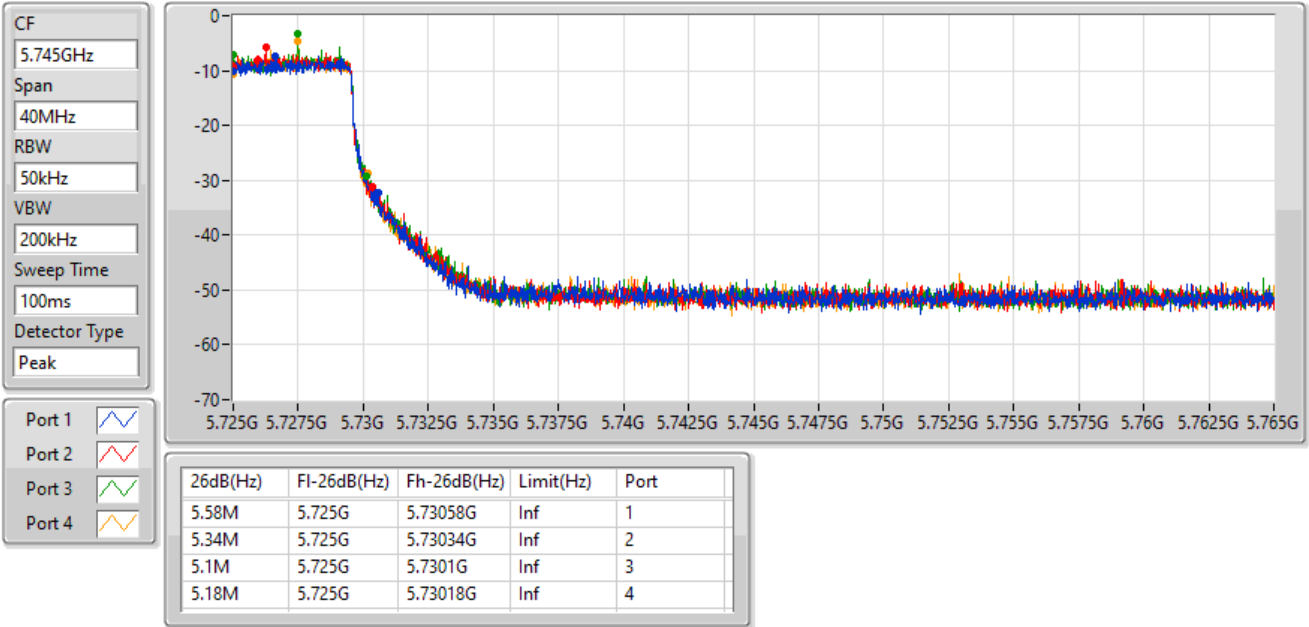 CF
5.745GHz
Span
40MHz
RBW
50kHz
VBW
200kHz
Sweep Time
100ms
Detector Type
Peak
Port 1
Port 2
Port 3
Port 4
0
-10
-20
-30
-40
-50
-60
-70
5.725G 5.7275G 5.73G 5.7325G 5.735G 5.7375G 5.74G 5.7425G 5.745G 5.7475G 5.75G 5.7525G 5.755G 5.7575G 5.76G 5.7625G 5.765G
26dB(Hz) Fl-26dB(Hz) Fh-26dB(Hz) Limit(Hz) Port
5.58M 5.725G 5.73058G Inf 1
5.34M 5.725G 5.73034G Inf 2
5.1M 5.725G 5.7301G Inf 3
5.18M 5.725G 5.73018G Inf 4